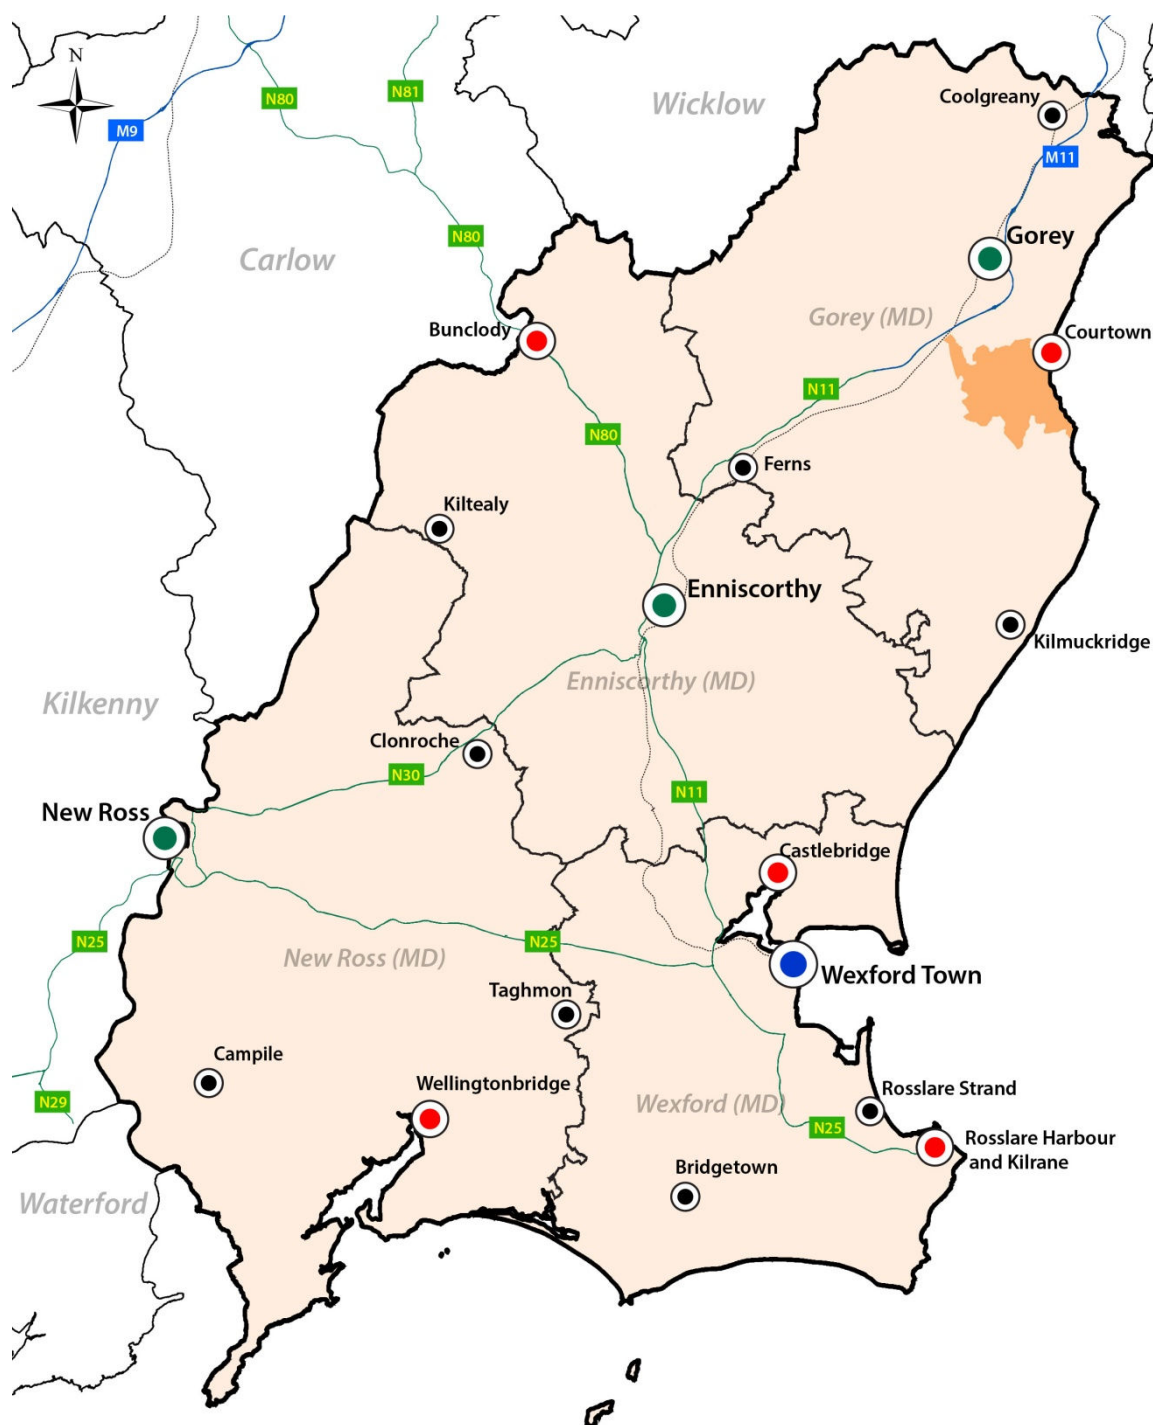 N
N80
N81
Wicklow
Coolgreany
M9
M11
N80
Gorey
Carlow
Gorey (MD)
Bunclody
Courtown
N11
N80
Ferns
Kiltealy
Enniscorthy
Kilmuckridge
Enniscorthy (MD)
Kilkenny
Clonroche
N30
N11
New Ross
Castlebridge
N25
N25
New Ross (MD)
Wexford Town
Taghmon
Campile
Wellingtonbridge
Rosslare Strand
N29
Wexford (MD)
N25
Rosslare Harbour
and Kilrane
Bridgetown
Waterford